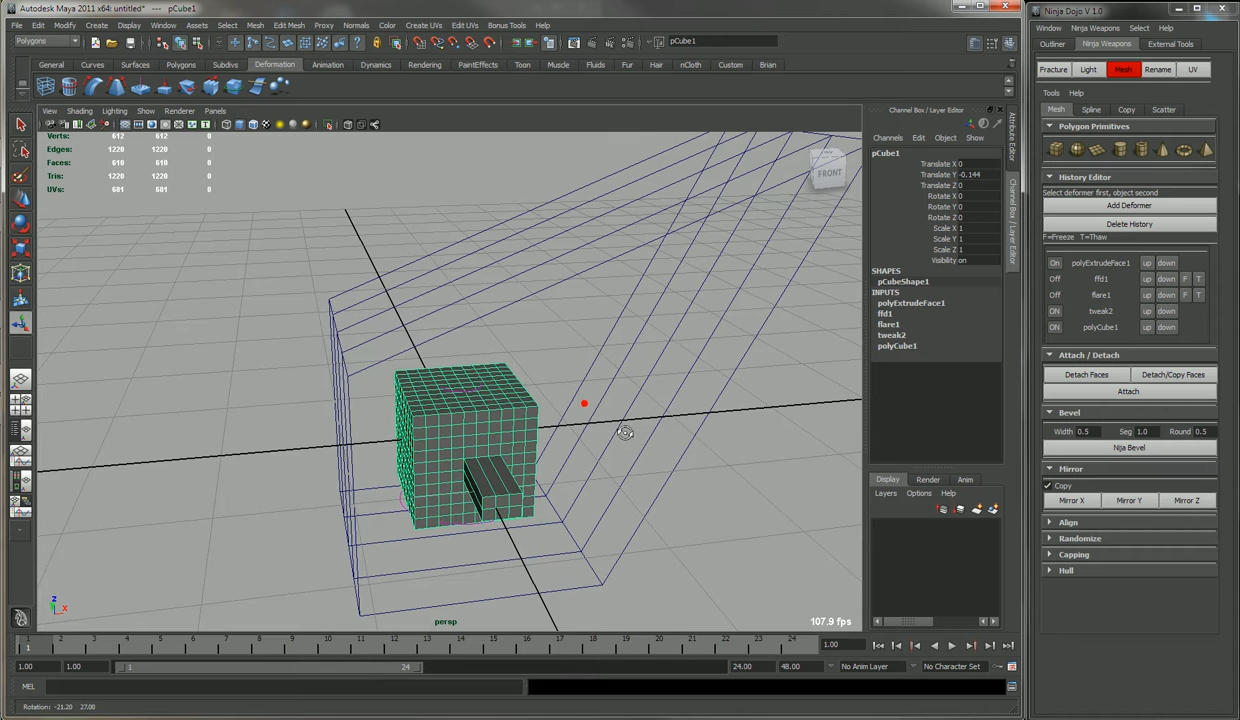 Autodesk Maya 2011 x64: untitled* --- pCube1
File Edit Modify Create Display Window Assets Select Mesh Edit Mesh Proxy Normals Color Create UVs Edit UVs Bonus Tools Help
Polygons
pCube1
General Curves Surfaces Polygons Subdivs Deformation Animation Dynamics Rendering PaintEffects Toon Muscle Fluids Fur Hair nCloth Custom Brian
View Shading Lighting Show Renderer Panels
Verts: 612 612 0
Edges: 1220 1220 0
Faces: 610 610 0
Tris: 1220 1220 0
UVs: 681 681 0
FRONT
z
x
persp
107.9 fps
Channel Box / Layer Editor
Channels Edit Object Show
pCube1
Translate X 0
Translate Y -0.144
Translate Z 0
Rotate X 0
Rotate Y 0
Rotate Z 0
Scale X 1
Scale Y 1
Scale Z 1
Visibility on
SHAPES
pCubeShape1
INPUTS
polyExtrudeFace1
ffd1
flare1
tweak2
polyCube1
Display Render Anim
Layers Options Help
Attribute Editor
Channel Box / Layer Editor
1 2 3 4 5 6 7 8 9 10 11 12 13 14 15 16 17 18 19 20 21 22 23 24
1
1.00
1.00 1.00 1 24 24.00 48.00 No Anim Layer No Character Set
MEL
Rotation: -21.20 27.00
Ninja Dojo V 1.0
Window Ninja Weapons Select Help
Outliner Ninja Weapons External Tools
Fracture Light Mesh Rename UV
Tools Help
Mesh Spline Copy Scatter
Polygon Primitives
History Editor
Select deformer first, object second
Add Deformer
Delete History
F=Freeze T=Thaw
On polyExtrudeFace1 up down
Off ffd1 up down F T
Off flare1 up down F T
ON tweak2 up down
ON polyCube1 up down
Attach / Detach
Detach Faces Detach/Copy Faces
Attach
Bevel
Width 0.5 Seg 1.0 Round 0.5
Nija Bevel
Mirror
Copy
Mirror X Mirror Y Mirror Z
Align
Randomize
Capping
Hull